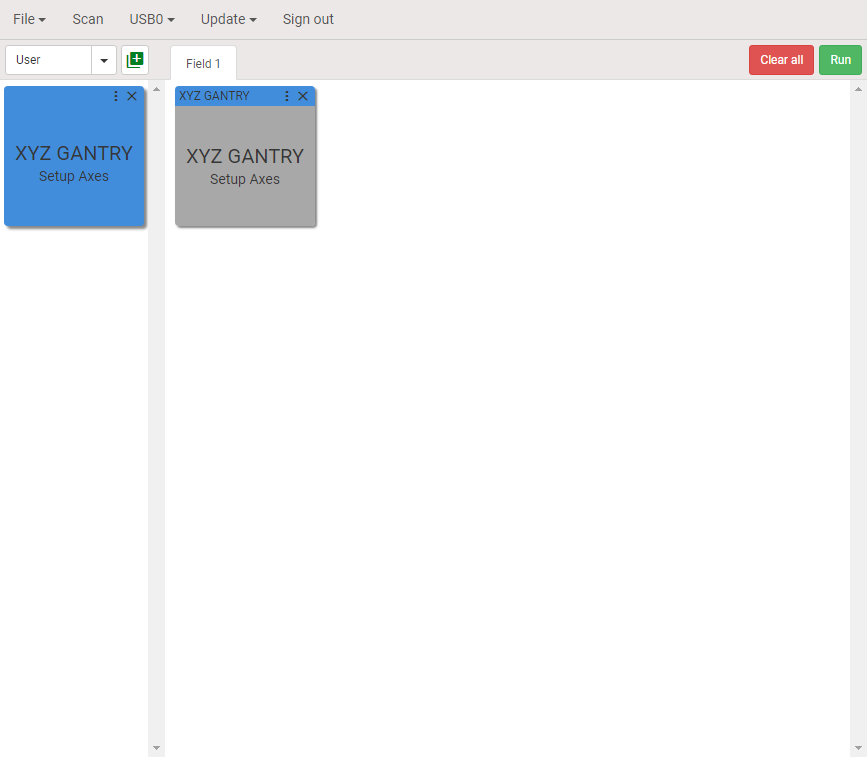 File Scan USB0 Update Sign out
User Field 1 Clear all Run
XYZ GANTRY
Setup Axes
XYZ GANTRY
XYZ GANTRY
Setup Axes